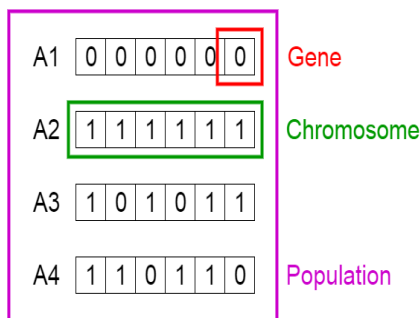 A1 0 0 0 0 0 0 Gene
A2 1 1 1 1 1 1 Chromosome
A3 1 0 1 0 1 1
A4 1 1 0 1 1 0 Population